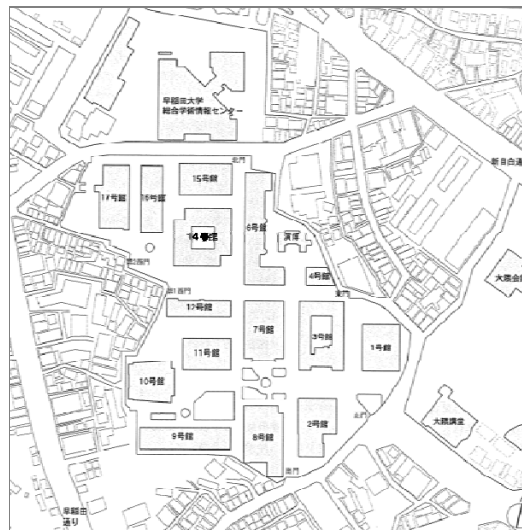 早稲田大学
総合学術情報センター
北門
新目白通
15号館
17号館
16号館
6号館
14号館
演博
4号館
大隈会館
東門
12号館
7号館
3号館
1号館
11号館
10号館
正門
大隈講堂
2号館
9号館
8号館
南門
早稲田
通り